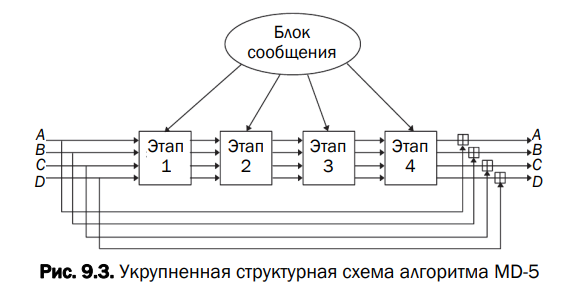 Блок
сообщения
A
B
C
D
Этап
1
Этап
2
Этап
3
Этап
4
A
B
C
D
Рис. 9.3. Укрупненная структурная схема алгоритма MD-5